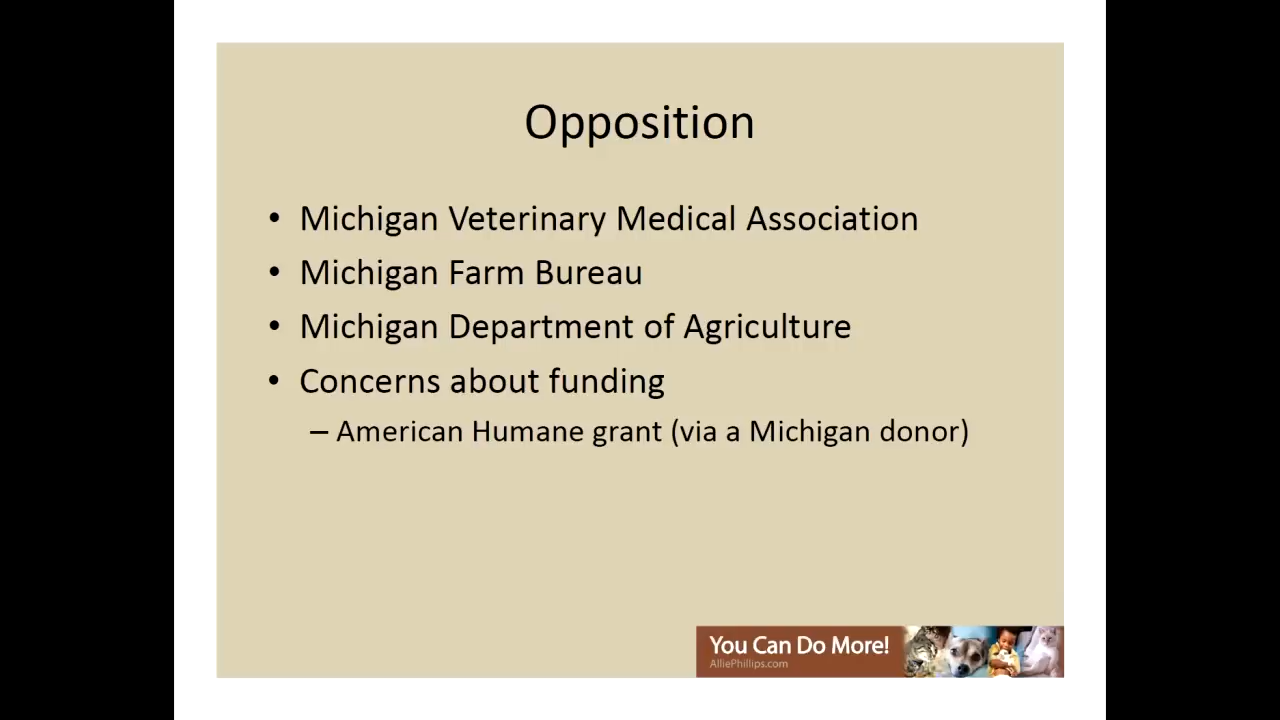 Opposition
• Michigan Veterinary Medical Association
• Michigan Farm Bureau
• Michigan Department of Agriculture
• Concerns about funding
– American Humane grant (via a Michigan donor)
You Can Do More!
AlliePhillips.com